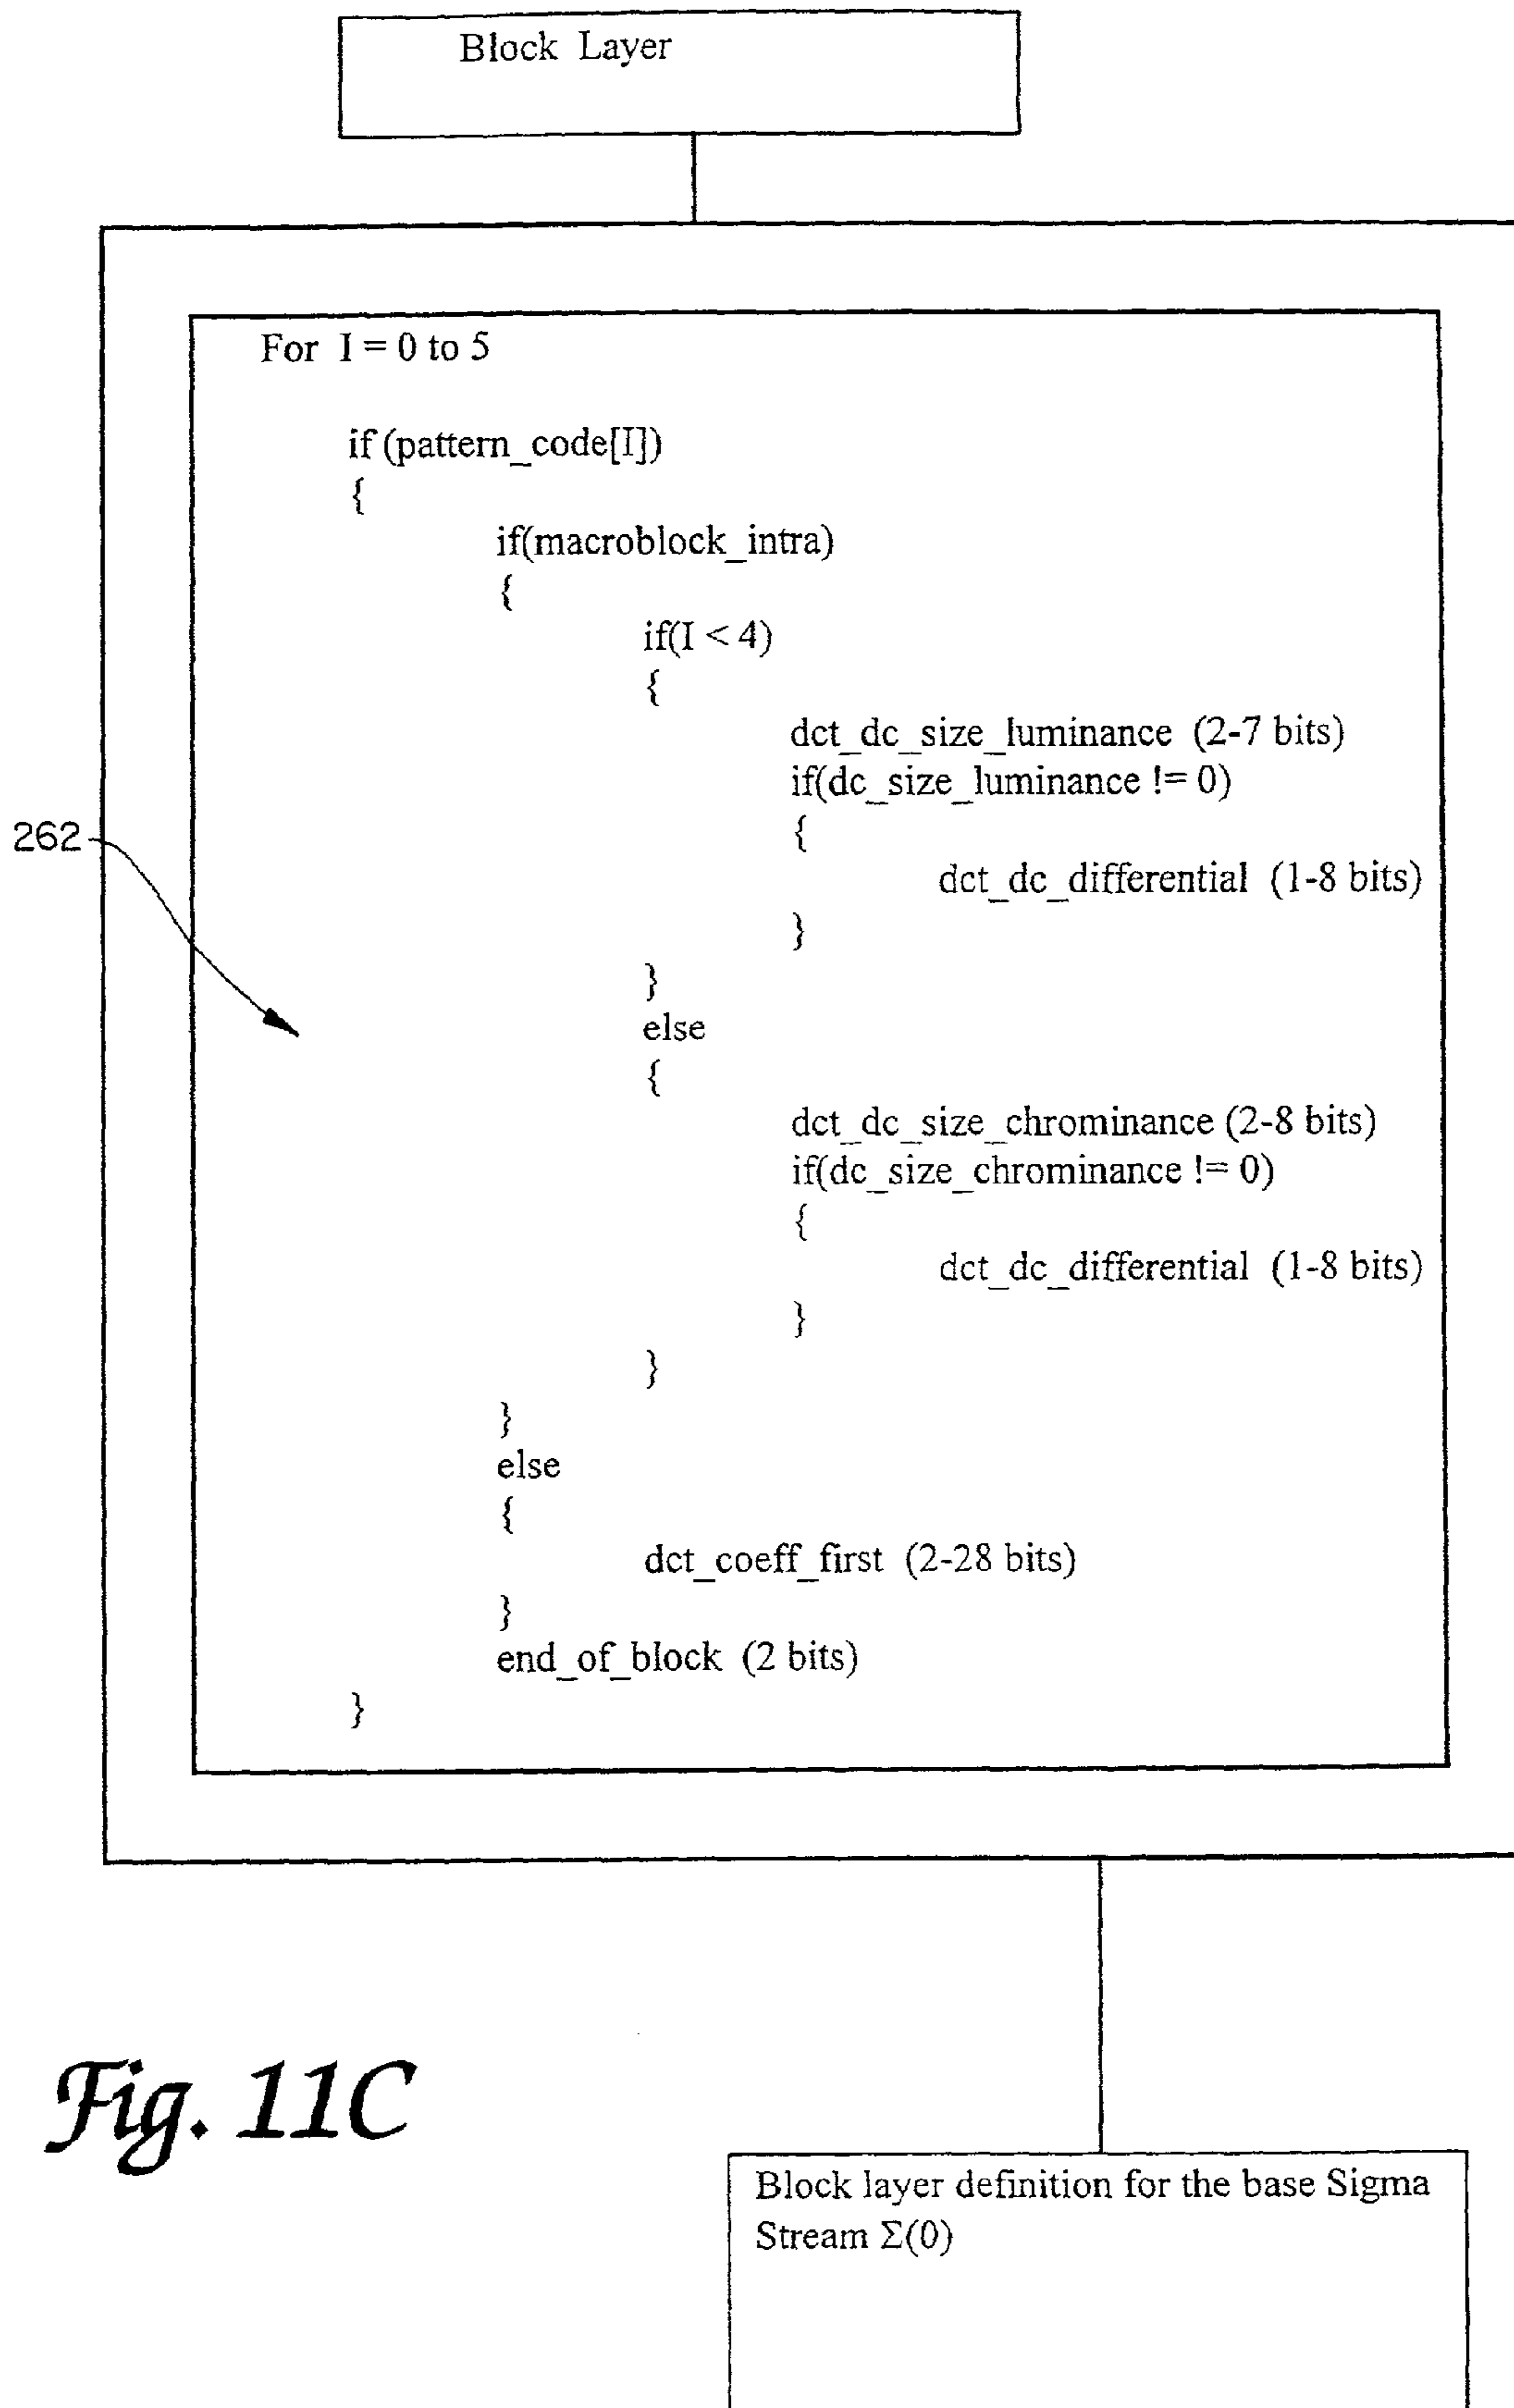 Block Layer
For I = 0 to 5
if (pattern_code[I])
{
if(macroblock_intra)
{
if(I < 4)
{
dct_dc_size_luminance (2-7 bits)
if(dc_size_luminance != 0)
{
dct_dc_differential (1-8 bits)
}
}
else
{
dct_dc_size_chrominance (2-8 bits)
if(dc_size_chrominance != 0)
{
dct_dc_differential (1-8 bits)
}
}
}
else
{
dct_coeff_first (2-28 bits)
}
end_of_block (2 bits)
}
262
Fig. 11C
Block layer definition for the base Sigma
Stream Σ(0)